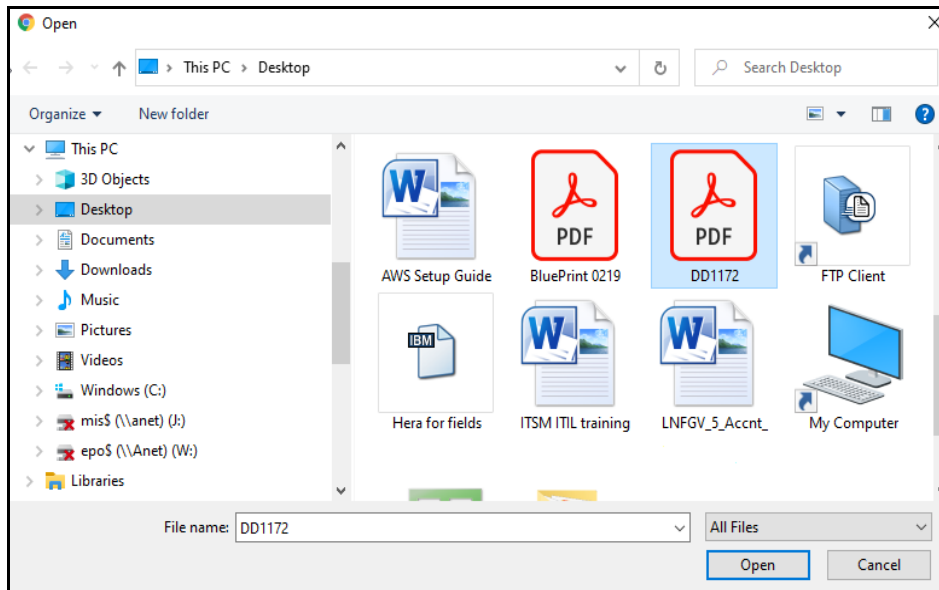 Open
This PC > Desktop
Search Desktop
Organize
New folder
?
This PC
3D Objects
Desktop
Documents
Downloads
Music
Pictures
Videos
Windows (C:)
mis$ (\\anet) (J:)
epo$ (\\Anet) (W:)
Libraries
W
PDF
PDF
AWS Setup Guide
BluePrint 0219
DD1172
FTP Client
IBM
W
W
Hera for fields
ITSM ITIL training
LNFGV_5_Accnt_
My Computer
File name: DD1172
All Files
Open
Cancel